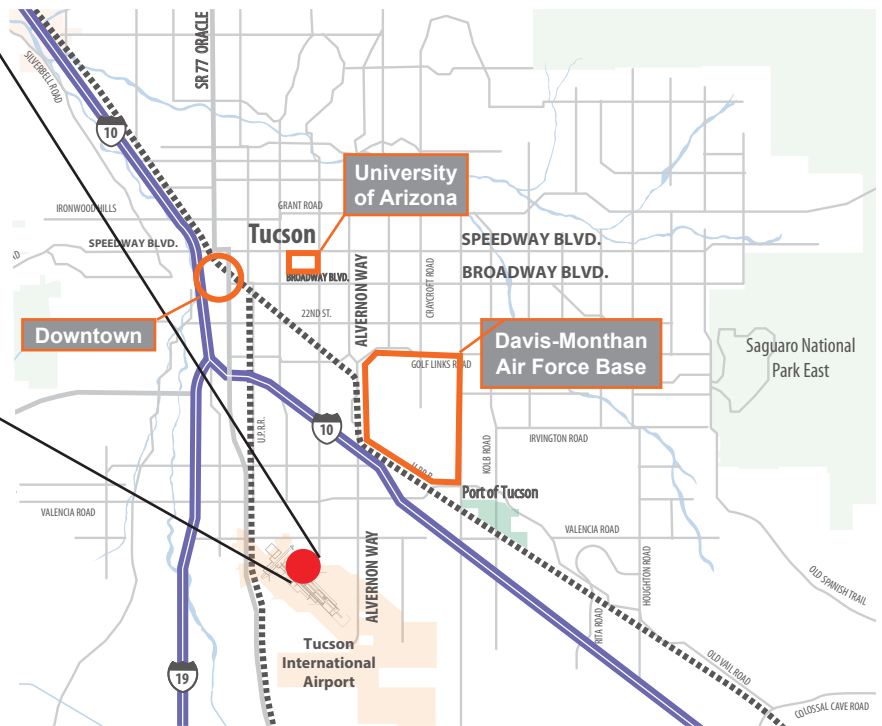 SILVERBELL ROAD
SR 77 ORACLE
10
University
of Arizona
IRONWOOD HILLS
GRANT ROAD
Tucson
SPEEDWAY BLVD.
SPEEDWAY BLVD.
BROADWAY BLVD.
BROADWAY BLVD.
ALVERNON WAY
CRAYCROFT ROAD
22ND ST.
Downtown
Davis-Monthan
Air Force Base
GOLF LINKS ROAD
Saguaro National
Park East
U.P.R.R.
10
IRVINGTON ROAD
KOLB ROAD
U.P.R.R.
Port of Tucson
VALENCIA ROAD
VALENCIA ROAD
ALVERNON WAY
HOUGHTON ROAD
RITA ROAD
OLD SPANISH TRAIL
Tucson
International
Airport
19
OLD VAIL ROAD
COLOSSAL CAVE ROAD